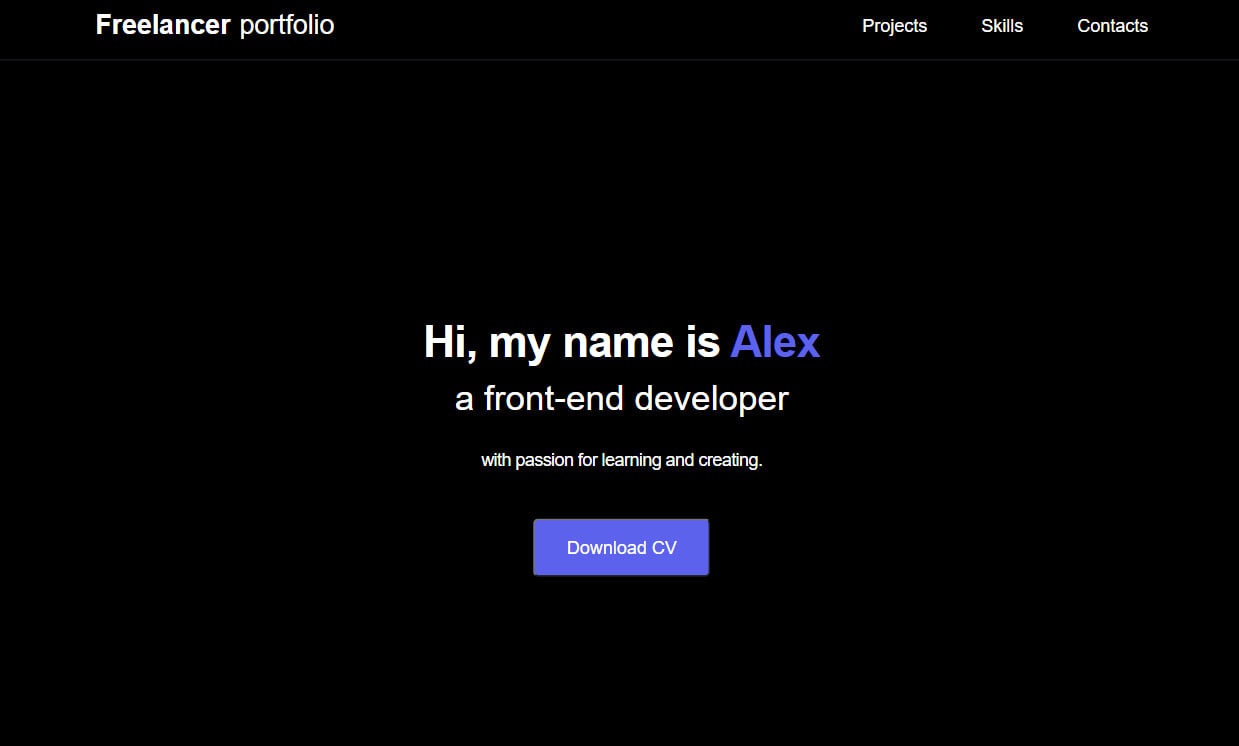 Freelancer portfolio Projects Skills Contacts
Hi, my name is Alex
a front-end developer
with passion for learning and creating.
Download CV